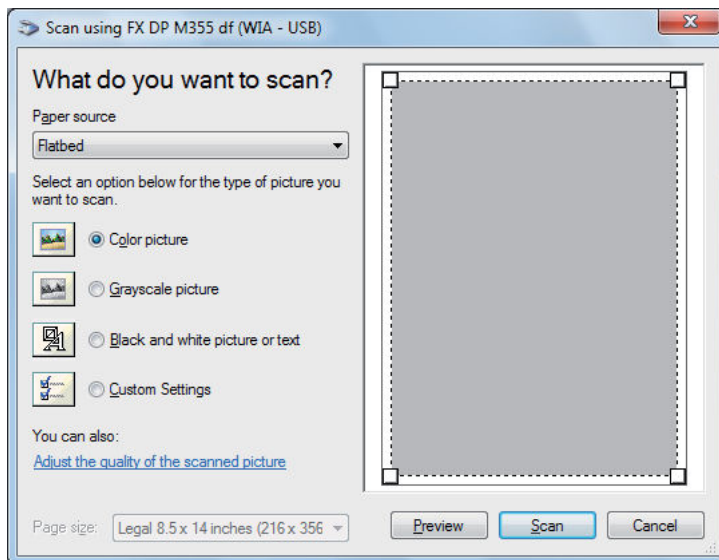 Scan using FX DP M355 df (WIA - USB)
What do you want to scan?
Paper source
Flatbed
Select an option below for the type of picture you
want to scan.
Color picture
Grayscale picture
Black and white picture or text
Custom Settings
You can also:
Adjust the quality of the scanned picture
Page size: Legal 8.5 x 14 inches (216 x 356
Preview Scan Cancel